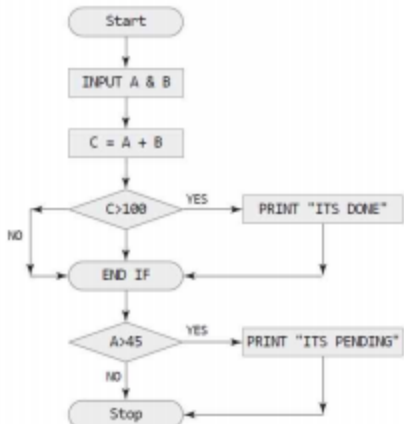 Start
INPUT A & B
C = A + B
C>100
YES
PRINT "ITS DONE"
NO
END IF
A>45
YES
PRINT "ITS PENDING"
NO
Stop